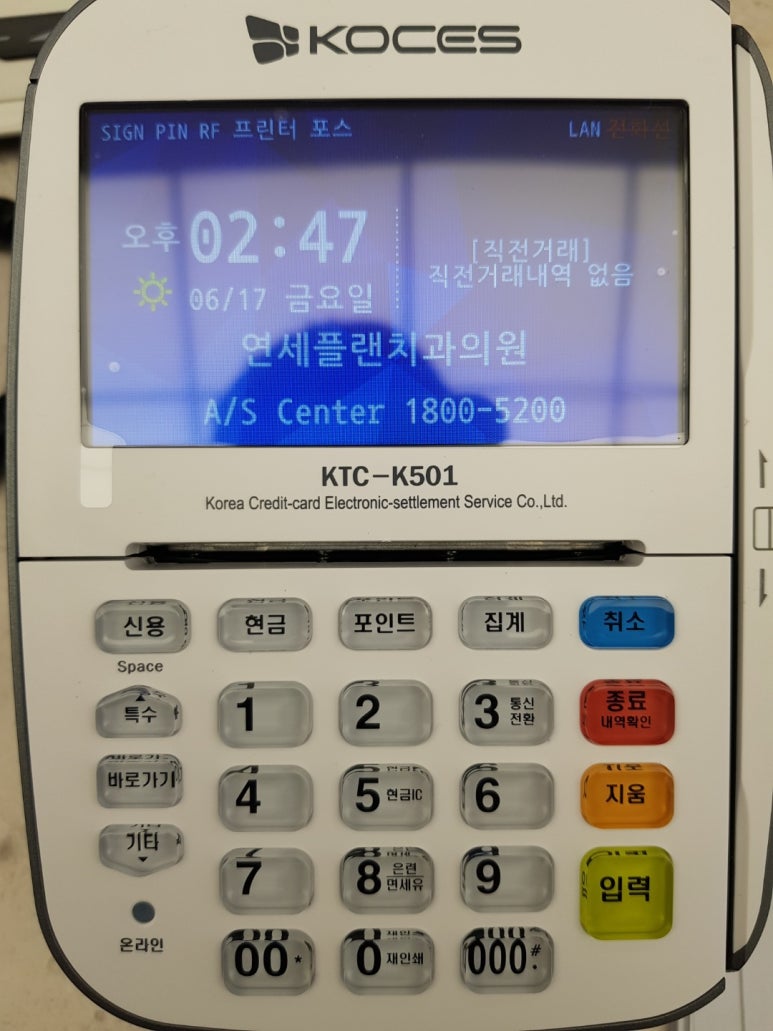 KOCES
SIGN PIN RF 프린터 포스 LAN 전화선
오후 02:47
[직전거래]
직전거래내역 없음
06/17 금요일
연세플랜치과의원
A/S Center 1800-5200
KTC-K501
Korea Credit-card Electronic-settlement Service Co.,Ltd.
신용 현금 포인트 집계 취소
Space
특수 1 2 3 통신전환 종료 내역확인
바로가기 4 5 현금IC 6 지움
기타 7 8 은련 면세유 9 입력
온라인
00 * 0 재인쇄 000 # .